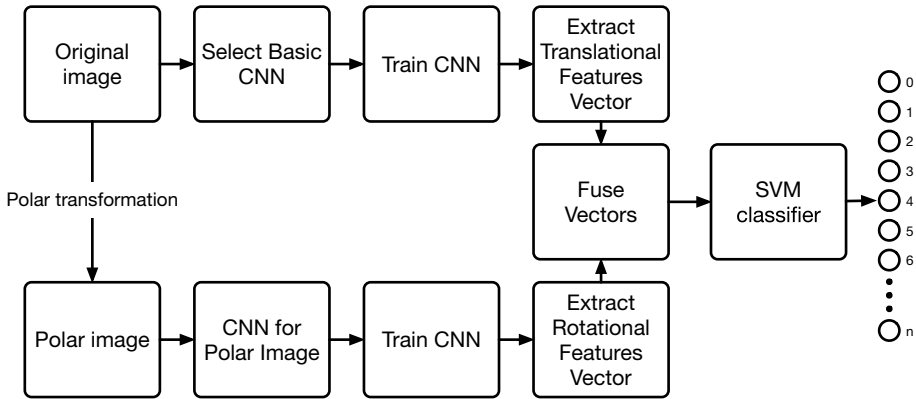 Original
image
Select Basic
CNN
Train CNN
Extract
Translational
Features
Vector
Polar transformation
Fuse
Vectors
SVM
classifier
0
1
2
3
4
5
6
n
Polar image
CNN for
Polar Image
Train CNN
Extract
Rotational
Features
Vector